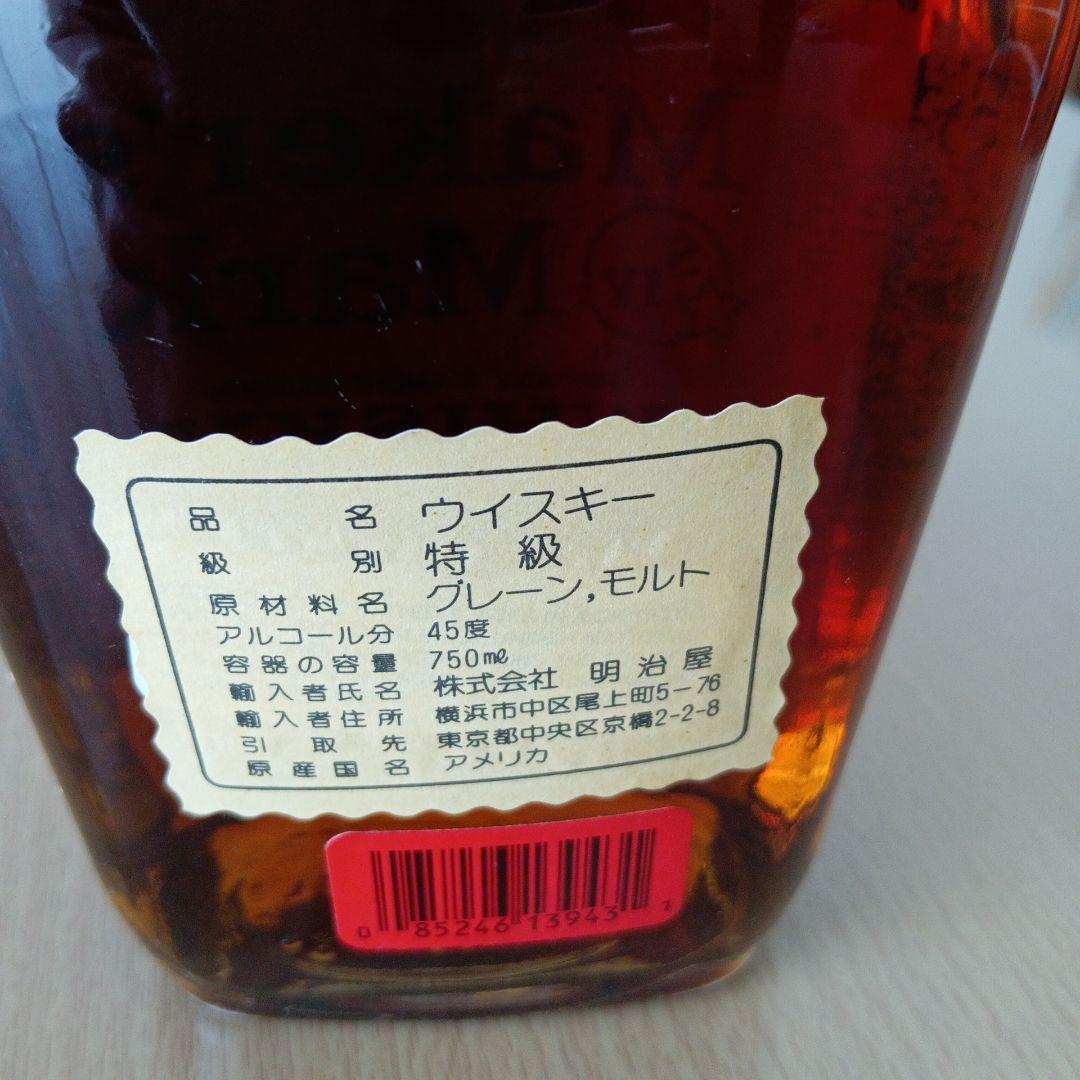 Maker's
Mark
S IV
品名 ウイスキー
級別 特級
原材料名 グレーン,モルト
アルコール分 45度
容器の容量 750㎖
輸入者氏名 株式会社 明治屋
輸入者住所 横浜市中区尾上町5-76
引取先 東京都中央区京橋2-2-8
原産国名 アメリカ
0 85246 13943 1